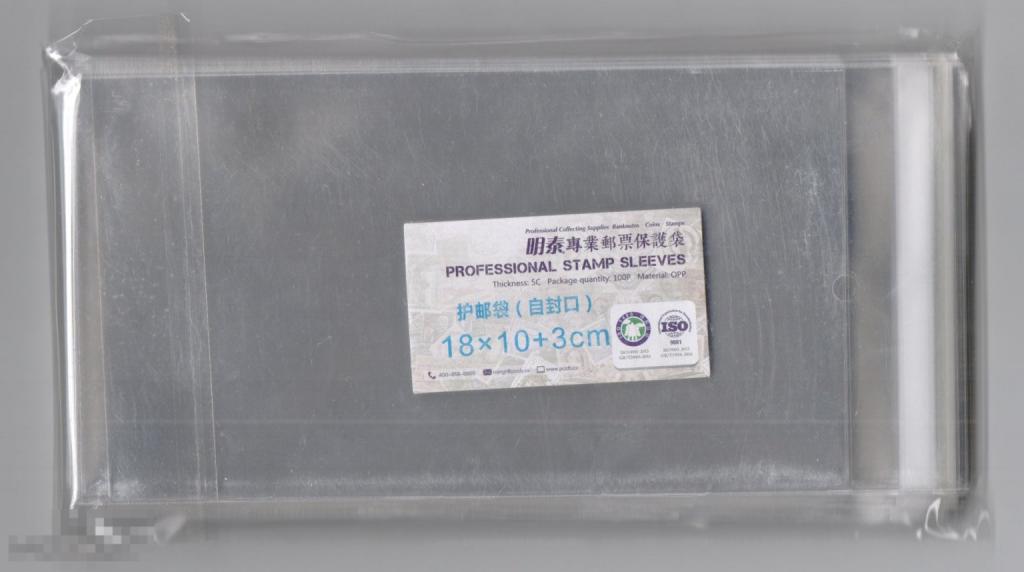 Professional Collecting Supplies Banknotes Coins Stamps
明泰專業郵票保護袋
PROFESSIONAL STAMP SLEEVES
Thickness: 5C Package quantity: 100P Material: OPP
护邮袋（自封口）
18×10+3cm
ISO
9001